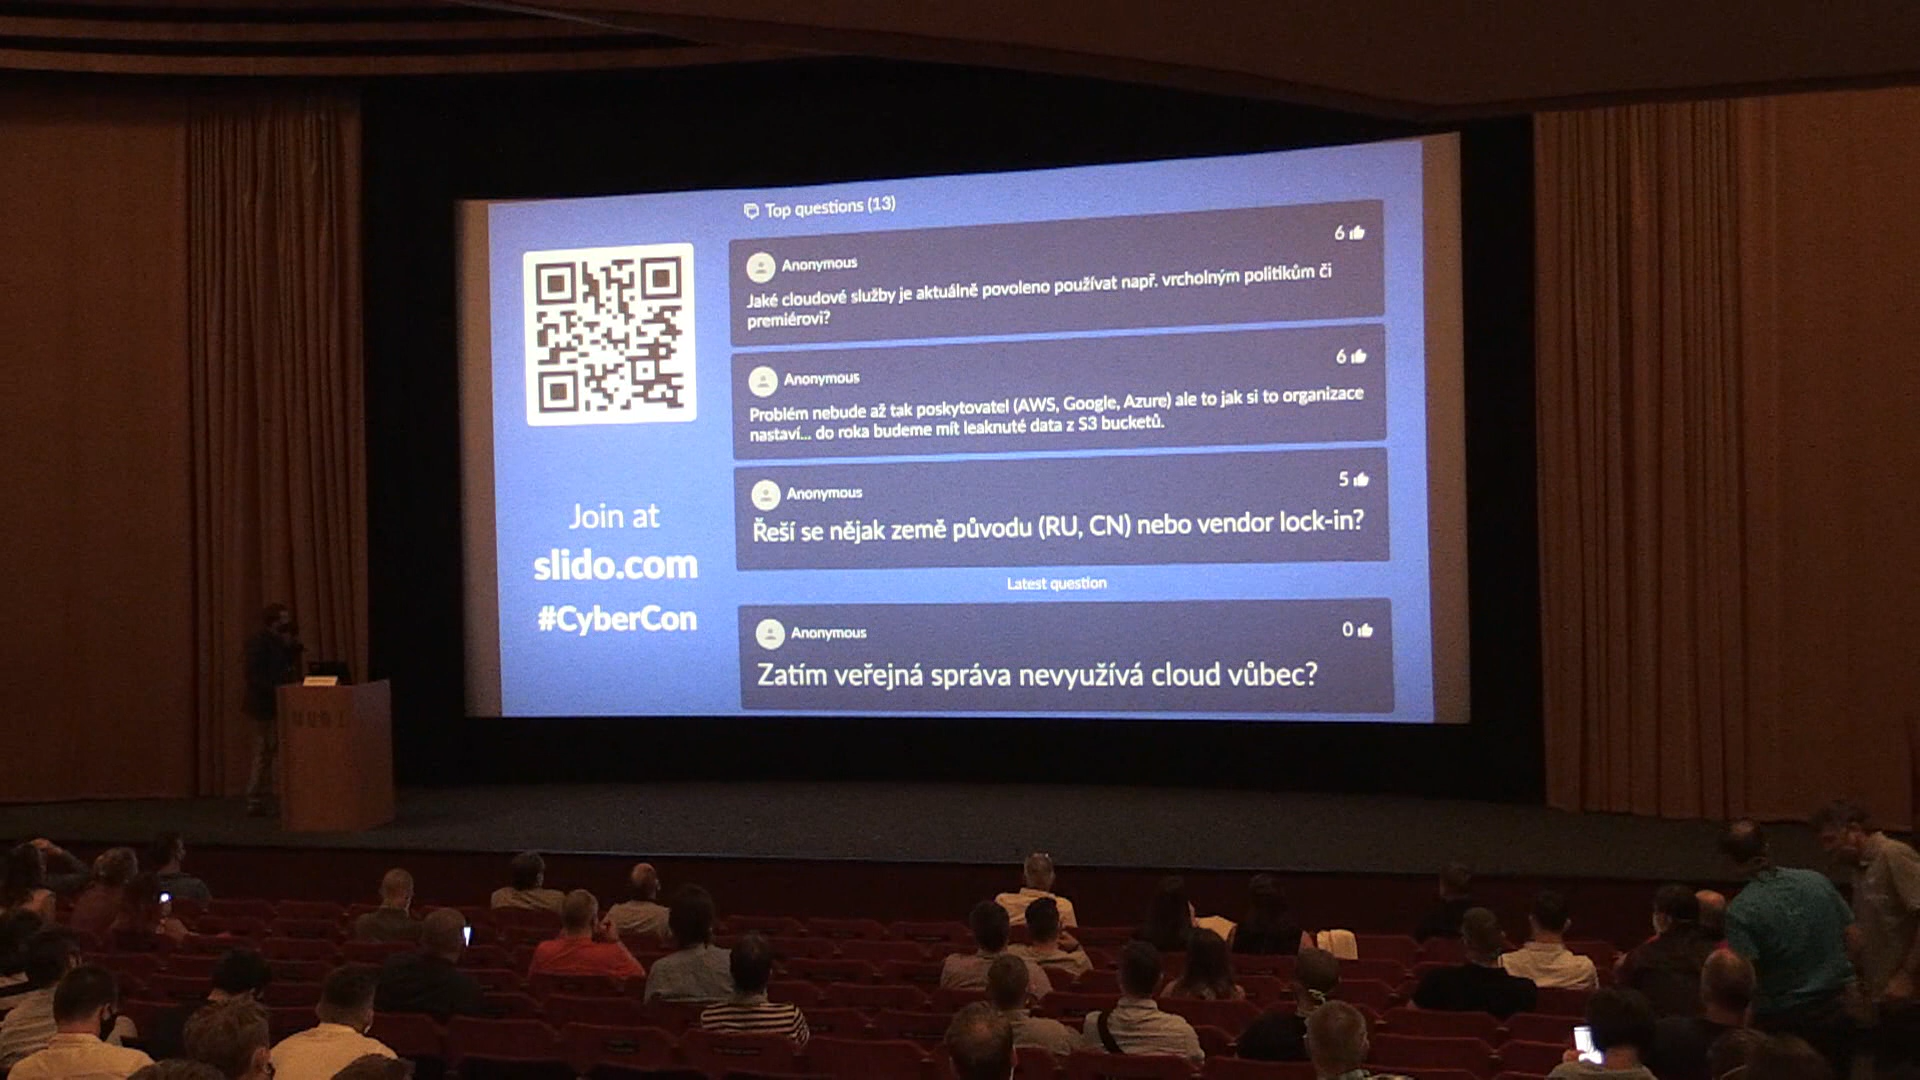 Top questions (13)
Anonymous
6
Jaké cloudové služby je aktuálně povoleno používat např. vrcholným politikům či
premiérovi?
Anonymous
6
Problém nebude až tak poskytovatel (AWS, Google, Azure) ale to jak si to organizace
nastaví... do roka budeme mít leaknuté data z S3 bucketů.
Anonymous
5
Řeší se nějak země původu (RU, CN) nebo vendor lock-in?
Latest question
Anonymous
0
Zatím veřejná správa nevyužívá cloud vůbec?
Join at
slido.com
#CyberCon